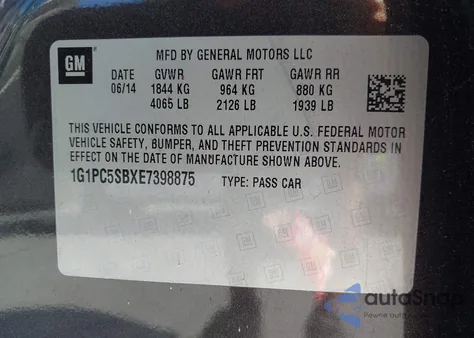 GM
MFD BY GENERAL MOTORS LLC
DATE GVWR GAWR FRT GAWR RR
06/14 1844 KG 964 KG 880 KG
4065 LB 2126 LB 1939 LB
THIS VEHICLE CONFORMS TO ALL APPLICABLE U.S. FEDERAL MOTOR
VEHICLE SAFETY, BUMPER, AND THEFT PREVENTION STANDARDS IN
EFFECT ON THE DATE OF MANUFACTURE SHOWN ABOVE.
1G1PC5SBXE7398875 TYPE: PASS CAR
autoSnap